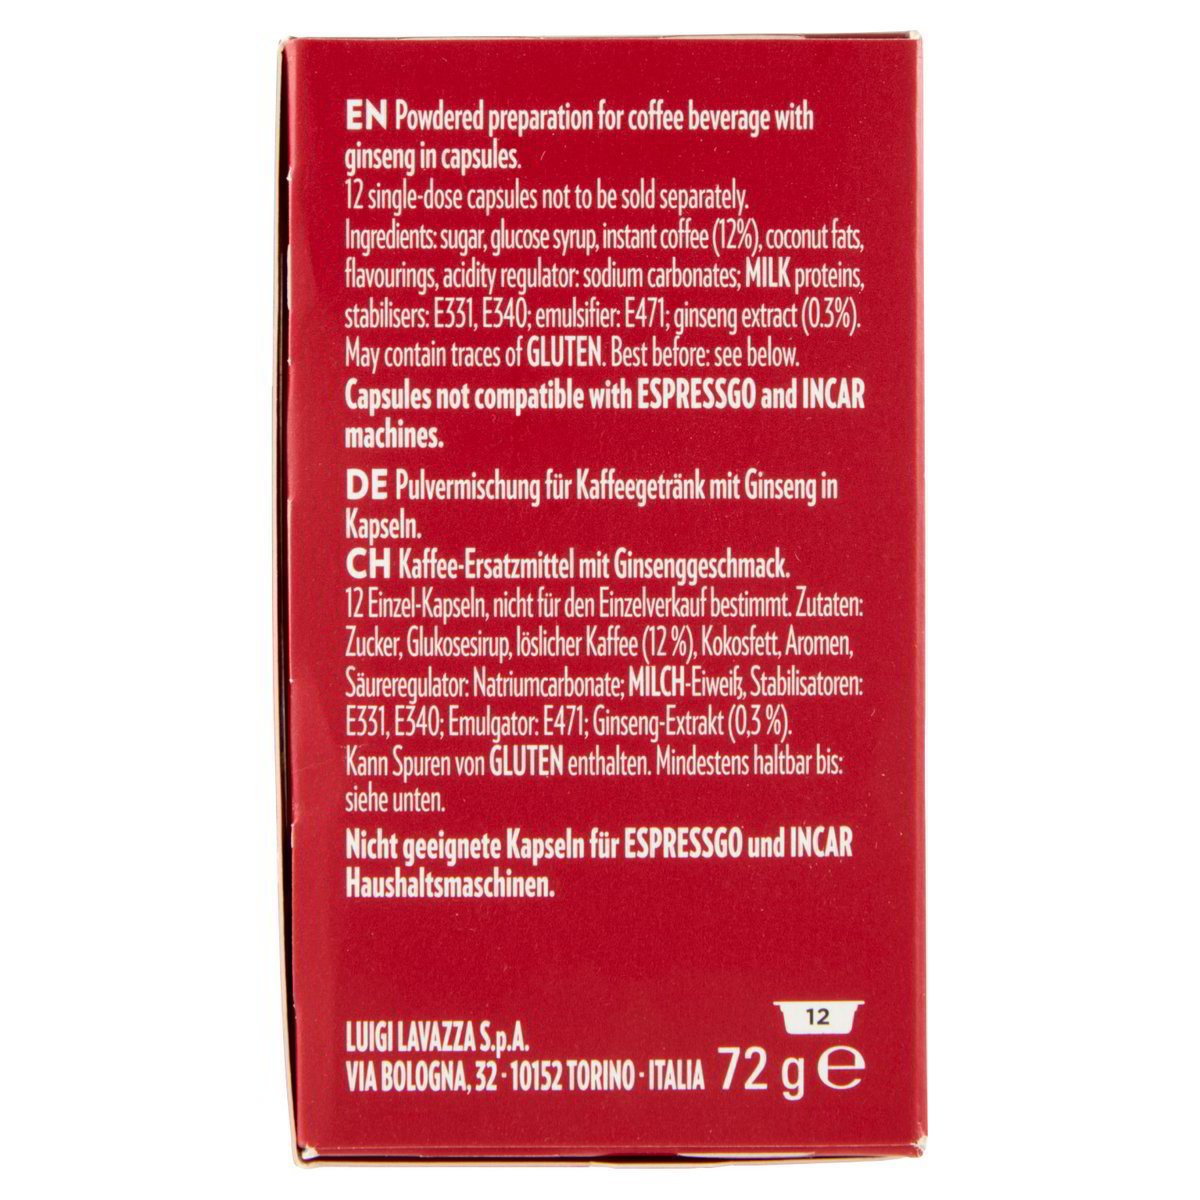 EN Powdered preparation for coffee beverage with
ginseng in capsules.
12 single-dose capsules not to be sold separately.
Ingredients: sugar, glucose syrup, instant coffee (12%), coconut fats,
flavourings, acidity regulator: sodium carbonates; MILK proteins,
stabilisers: E331, E340; emulsifier: E471; ginseng extract (0.3%).
May contain traces of GLUTEN. Best before: see below.
Capsules not compatible with ESPRESSGO and INCAR
machines.
DE Pulvermischung für Kaffeegetränk mit Ginseng in
Kapseln.
CH Kaffee-Ersatzmittel mit Ginsenggeschmack.
12 Einzel-Kapseln, nicht für den Einzelverkauf bestimmt. Zutaten:
Zucker, Glukosesirup, löslicher Kaffee (12 %), Kokosfett, Aromen,
Säureregulator: Natriumcarbonate; MILCH-Eiweiß, Stabilisatoren:
E331, E340; Emulgator: E471; Ginseng-Extrakt (0,3 %).
Kann Spuren von GLUTEN enthalten. Mindestens haltbar bis:
siehe unten.
Nicht geeignete Kapseln für ESPRESSGO und INCAR
Haushaltsmaschinen.
12
LUIGI LAVAZZA S.p.A.
VIA BOLOGNA, 32 · 10152 TORINO · ITALIA 72 g ℮